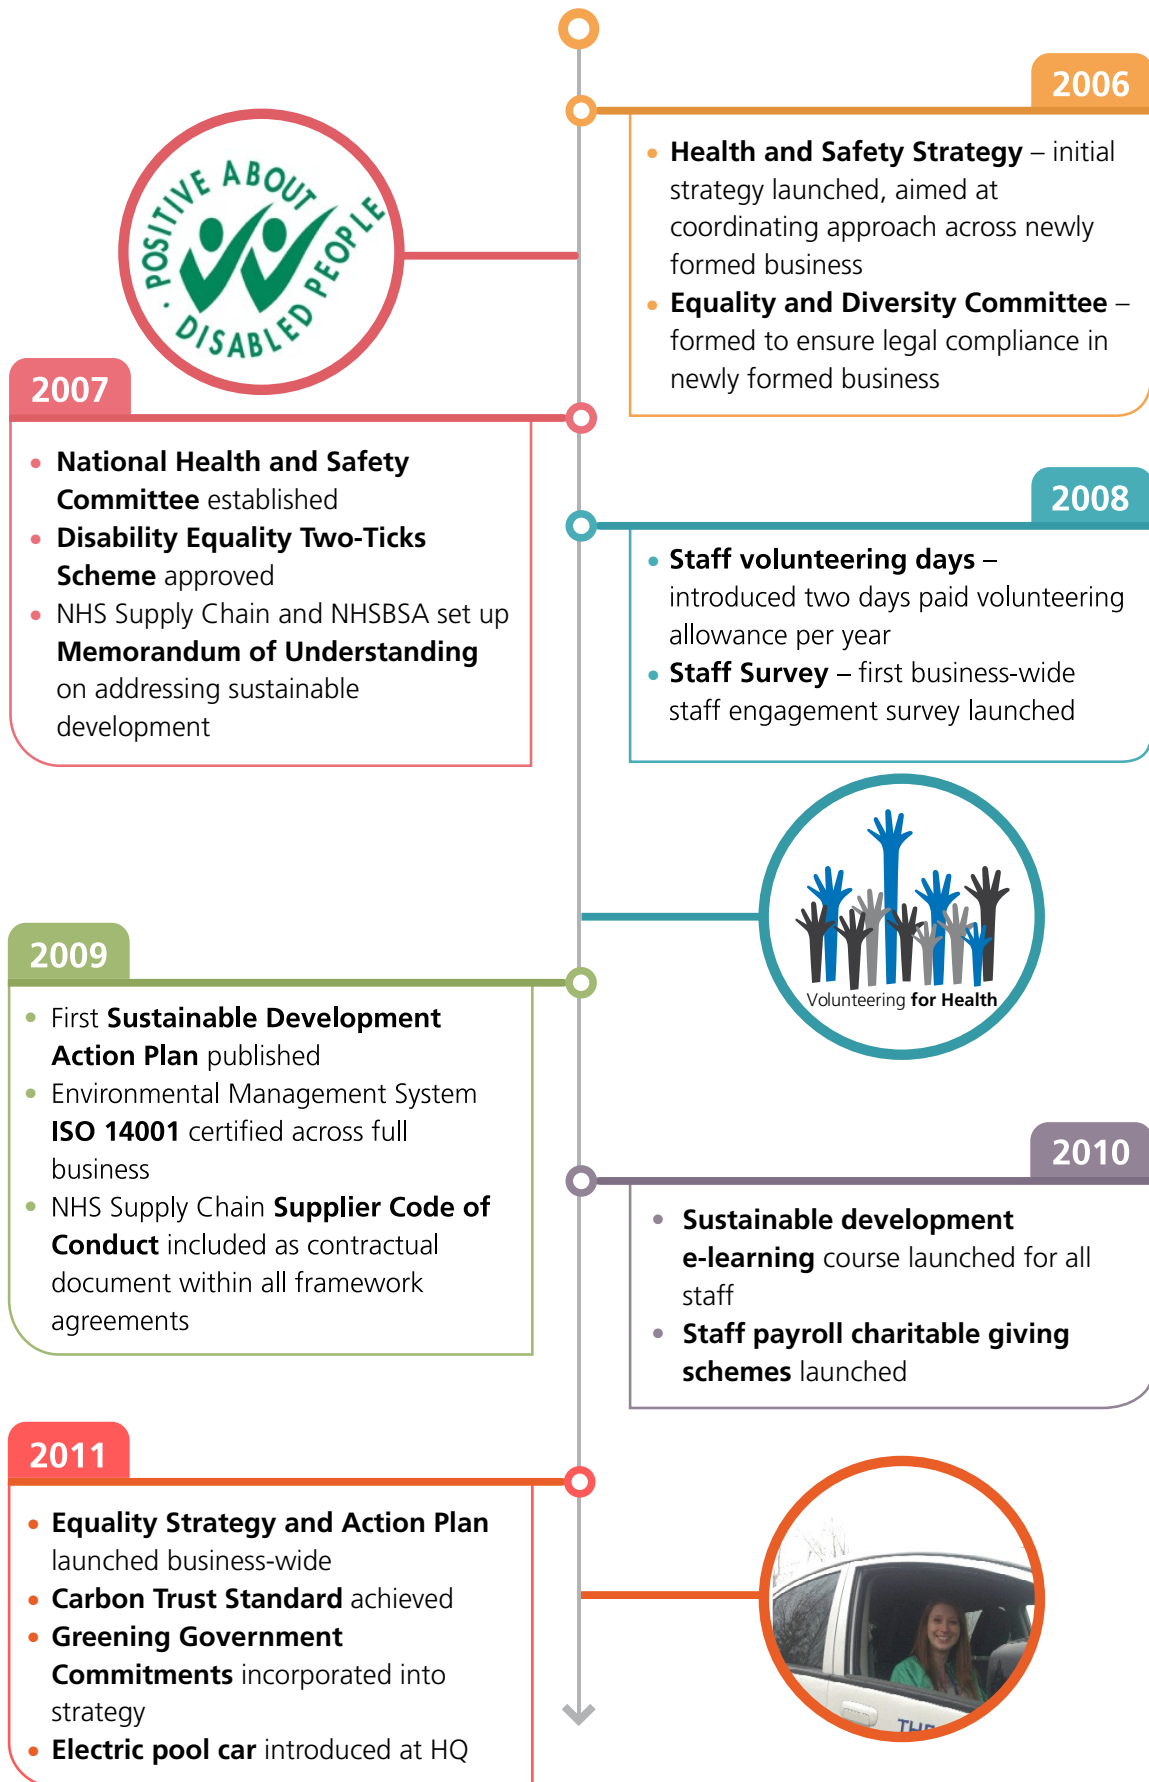 2006
• Health and Safety Strategy – initial
strategy launched, aimed at
coordinating approach across newly
formed business
• Equality and Diversity Committee –
formed to ensure legal compliance in
newly formed business
• POSITIVE ABOUT
DISABLED PEOPLE
2007
• National Health and Safety
Committee established
• Disability Equality Two-Ticks
Scheme approved
• NHS Supply Chain and NHSBSA set up
Memorandum of Understanding
on addressing sustainable
development
2008
• Staff volunteering days –
introduced two days paid volunteering
allowance per year
• Staff Survey – first business-wide
staff engagement survey launched
Volunteering for Health
2009
• First Sustainable Development
Action Plan published
• Environmental Management System
ISO 14001 certified across full
business
• NHS Supply Chain Supplier Code of
Conduct included as contractual
document within all framework
agreements
2010
• Sustainable development
e-learning course launched for all
staff
• Staff payroll charitable giving
schemes launched
2011
• Equality Strategy and Action Plan
launched business-wide
• Carbon Trust Standard achieved
• Greening Government
Commitments incorporated into
strategy
• Electric pool car introduced at HQ